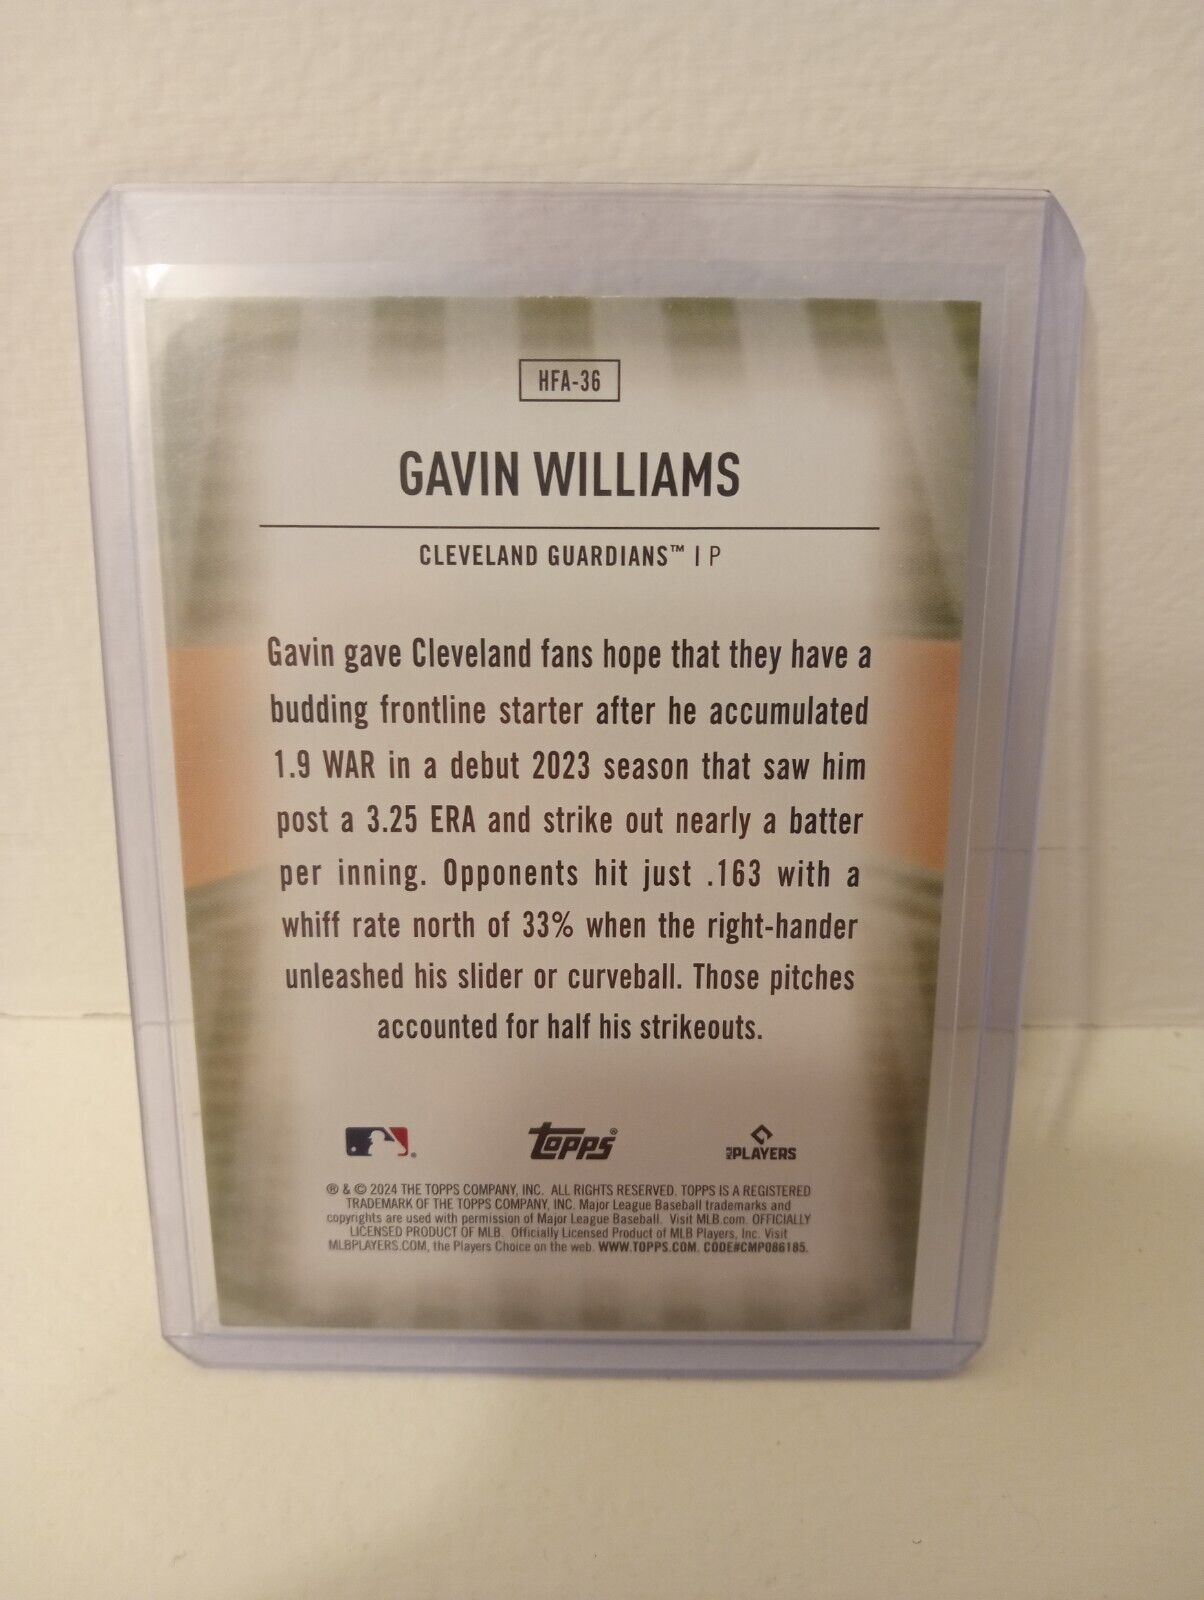 HFA-36
GAVIN WILLIAMS
CLEVELAND GUARDIANS™ | P
Gavin gave Cleveland fans hope that they have a
budding frontline starter after he accumulated
1.9 WAR in a debut 2023 season that saw him
post a 3.25 ERA and strike out nearly a batter
per inning. Opponents hit just .163 with a
whiff rate north of 33% when the right-hander
unleashed his slider or curveball. Those pitches
accounted for half his strikeouts.
® topps® PLAYERS
® & © 2024 THE TOPPS COMPANY, INC. ALL RIGHTS RESERVED. TOPPS IS A REGISTERED
TRADEMARK OF THE TOPPS COMPANY, INC. Major League Baseball trademarks and
copyrights are used with permission of Major League Baseball. Visit MLB.com. OFFICIALLY
LICENSED PRODUCT OF MLB. Officially Licensed Product of MLB Players, Inc. Visit
MLBPLAYERS.COM, the Players Choice on the web. WWW.TOPPS.COM. CODE#CMP086185.